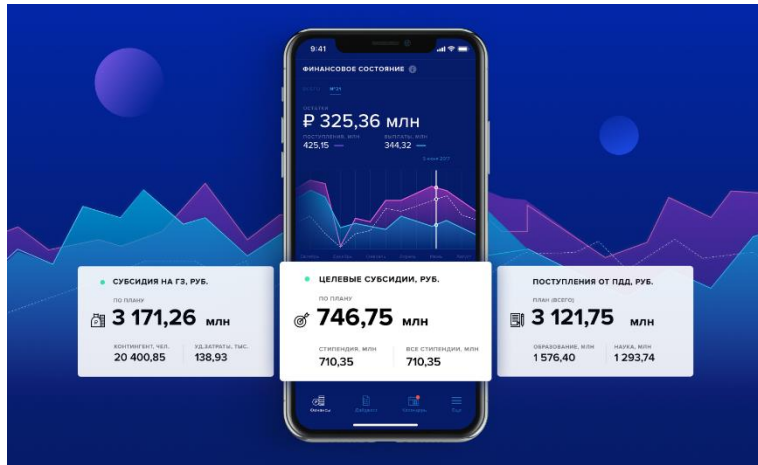 9:41
ФИНАНСОВОЕ СОСТОЯНИЕ
ОСТАТКИ
₽ 325,36 МЛН
ПОСТУПЛЕНИЯ, МЛН ВЫПЛАТЫ, МЛН
425,15 344,32
СУБСИДИЯ НА ГЗ, РУБ.
ПО ПЛАНУ
3 171,26 МЛН
КОНТИНГЕНТ, ЧЕЛ. УД.ЗАТРАТЫ, ТЫС.
20 400,85 138,93
ЦЕЛЕВЫЕ СУБСИДИИ, РУБ.
ПО ПЛАНУ
746,75 МЛН
СТИПЕНДИЯ, МЛН ВСЕ СТИПЕНДИИ, МЛН
710,35 710,35
ПОСТУПЛЕНИЯ ОТ ПДД, РУБ.
ПЛАН (ВСЕГО)
3 121,75 МЛН
ОБРАЗОВАНИЕ, МЛН НАУКА, МЛН
1 576,40 1 293,74
Финансы